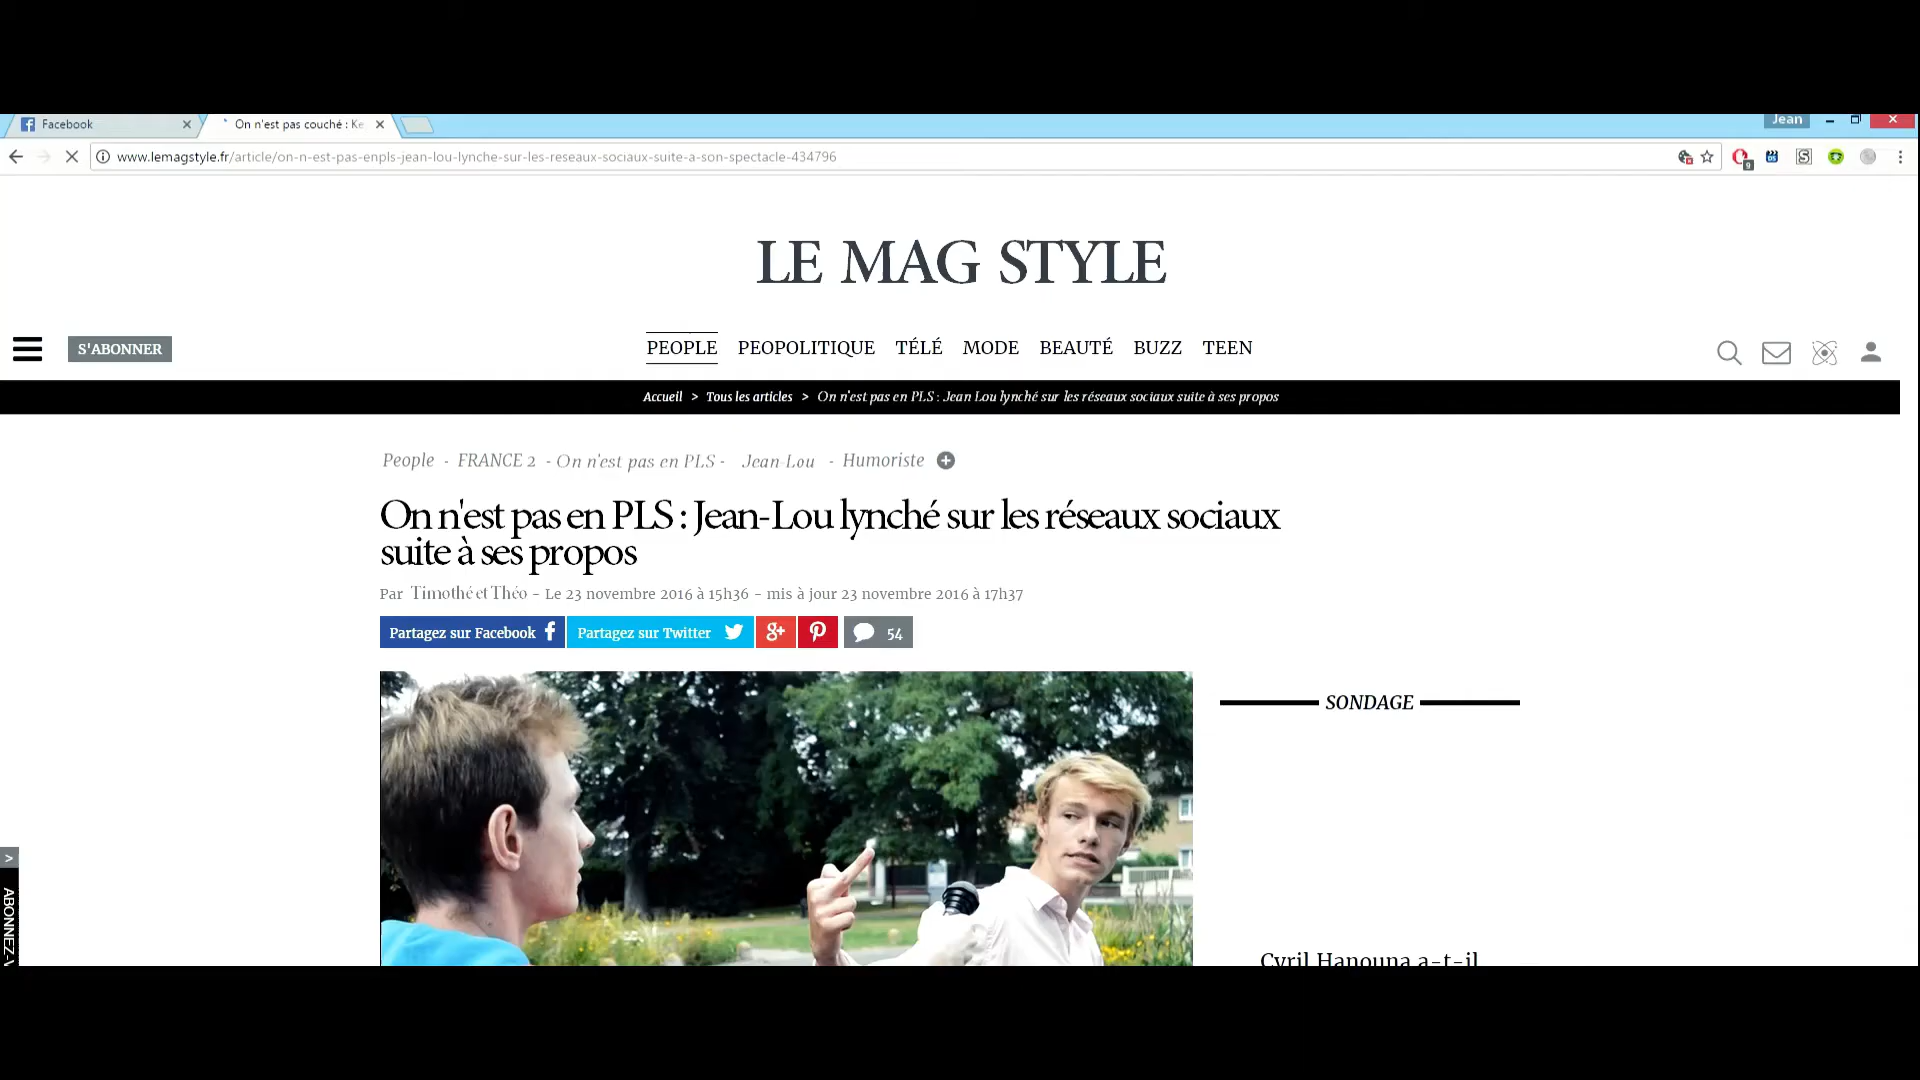 Facebook
On n'est pas couché : Ke
Jean
www.lemagstyle.fr/article/on-n-est-pas-enpls-jean-lou-lynche-sur-les-reseaux-sociaux-suite-a-son-spectacle-434796
9
LE MAG STYLE
S'ABONNER
PEOPLE PEOPOLITIQUE TÉLÉ MODE BEAUTÉ BUZZ TEEN
Accueil > Tous les articles > On n'est pas en PLS : Jean Lou lynché sur les réseaux sociaux suite à ses propos
People - FRANCE 2 - On n'est pas en PLS - Jean Lou - Humoriste
On n'est pas en PLS : Jean-Lou lynché sur les réseaux sociaux
suite à ses propos
Par Timothé et Théo - Le 23 novembre 2016 à 15h36 - mis à jour 23 novembre 2016 à 17h37
Partagez sur Facebook
Partagez sur Twitter
54
SONDAGE
>
ABONNEZ-V
Cyril Hanouna a-t-il